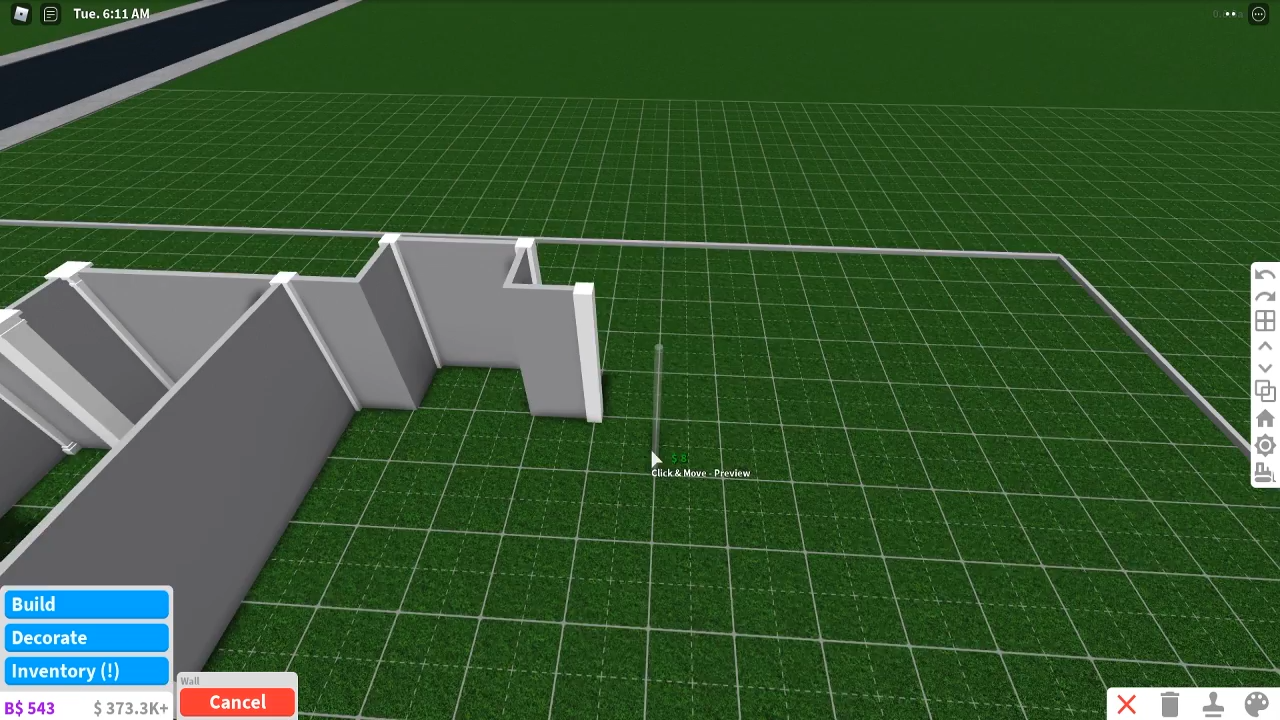 Tue. 6:11 AM
Click & Move - Preview
Build
Decorate
Inventory (!)
B$ 543
$ 373.3K+
Wall
Cancel